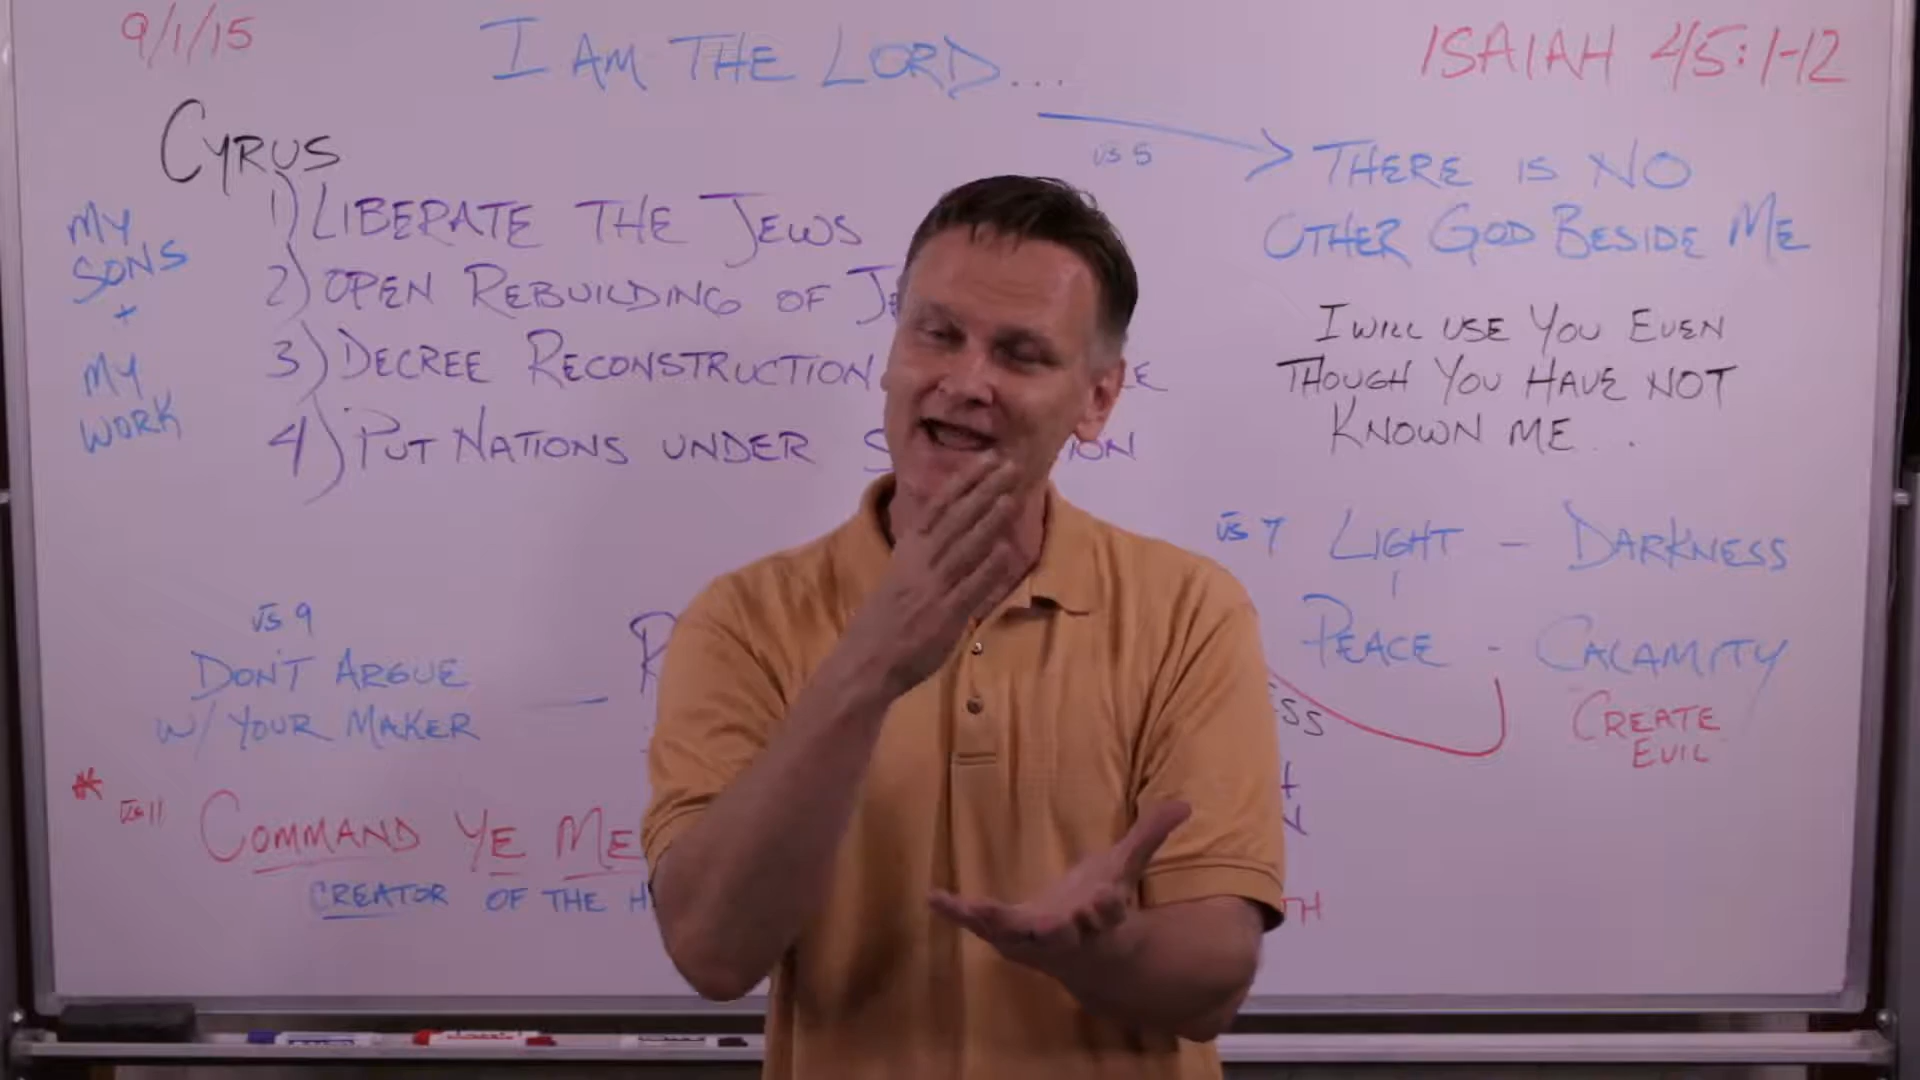 9/1/15
I AM THE LORD...
ISAIAH 45:1-12
CYRUS
VS 5
THERE IS NO
OTHER GOD BESIDE ME
MY
SONS
+
MY
WORK
1) LIBERATE THE JEWS
2) OPEN REBUILDING OF
3) DECREE RECONSTRUCTION
4) PUT NATIONS UNDER
I WILL USE YOU EVEN
THOUGH YOU HAVE NOT
KNOWN ME...
VS 7 LIGHT - DARKNESS
PEACE - CALAMITY
CREATE
EVIL
VS 9
DON'T ARGUE
W/ YOUR MAKER
* VS 11 COMMAND YE ME
CREATOR OF THE